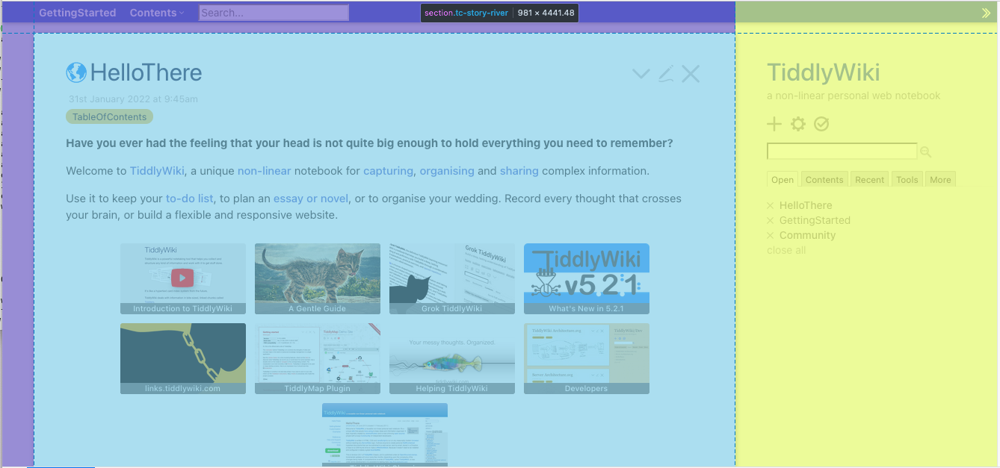 GettingStarted Contents Search...
section.tc-story-river 981 × 4441.48
HelloThere
31st January 2022 at 9:45am
TableOfContents
Have you ever had the feeling that your head is not quite big enough to hold everything you need to remember?
Welcome to TiddlyWiki, a unique non-linear notebook for capturing, organising and sharing complex information.
Use it to keep your to-do list, to plan an essay or novel, or to organise your wedding. Record every thought that crosses
your brain, or build a flexible and responsive website.
TiddlyWiki
Introduction to TiddlyWiki
A Gentle Guide
Grok TiddlyWiki
Grok TiddlyWiki
TiddlyWiki
v5.2.1
What's New in 5.2.1
links.tiddlywiki.com
TiddlyMap Plugin
Your messy thoughts. Organized.
Helping TiddlyWiki
Developers
TiddlyWiki
TiddlyWiki
a non-linear personal web notebook
Open Contents Recent Tools More
HelloThere
GettingStarted
Community
close all